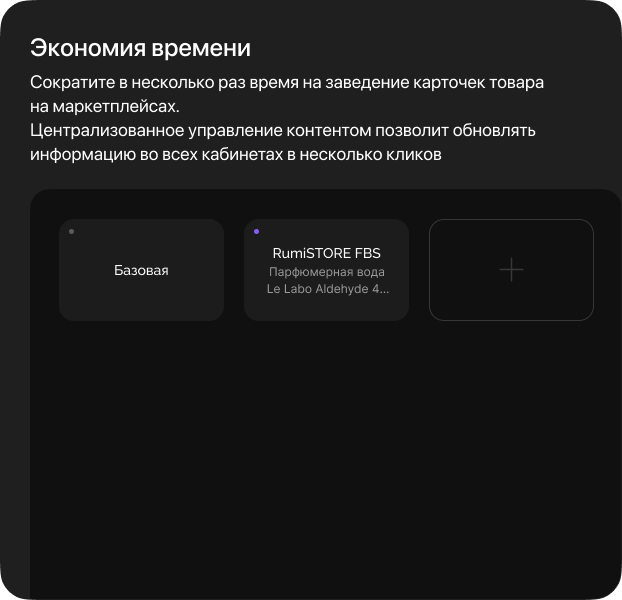 Экономия времени
Сократите в несколько раз время на заведение карточек товара
на маркетплейсах.
Централизованное управление контентом позволит обновлять
информацию во всех кабинетах в несколько кликов
Базовая
RumiSTORE FBS
Парфюмерная вода
Le Labo Aldehyde 4...